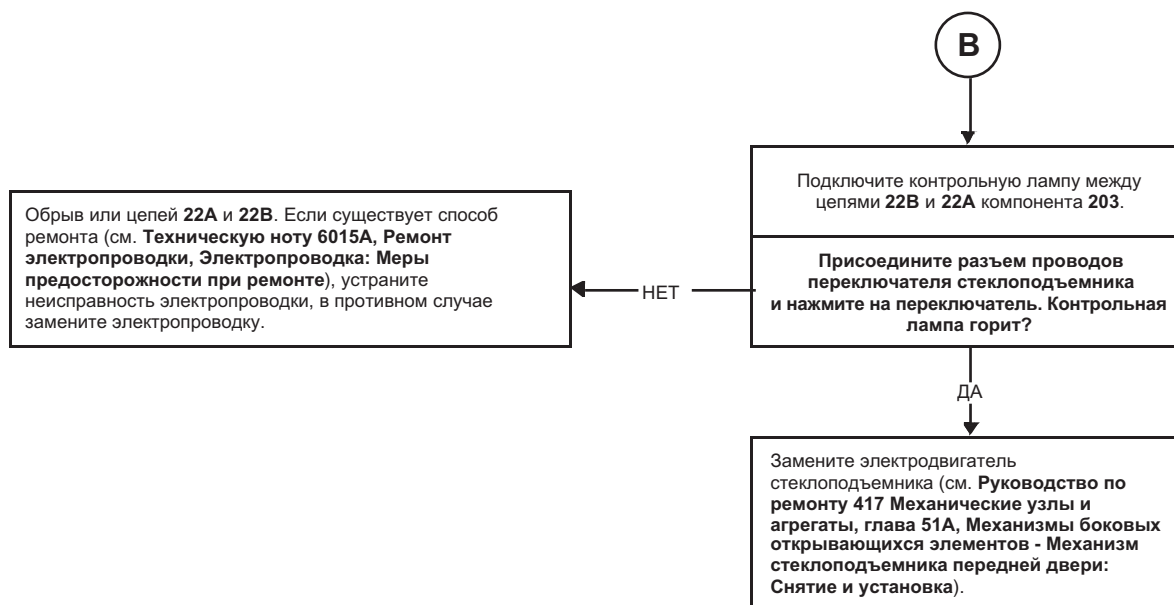 B
Подключите контрольную лампу между
цепями 22B и 22A компонента 203.
Присоедините разъем проводов
переключателя стеклоподъемника
и нажмите на переключатель. Контрольная
лампа горит?
НЕТ
Обрыв или цепей 22A и 22B. Если существует способ
ремонта (см. Техническую ноту 6015A, Ремонт
электропроводки, Электропроводка: Меры
предосторожности при ремонте), устраните
неисправность электропроводки, в противном случае
замените электропроводку.
ДА
Замените электродвигатель
стеклоподъемника (см. Руководство по
ремонту 417 Механические узлы и
агрегаты, глава 51A, Механизмы боковых
открывающихся элементов - Механизм
стеклоподъемника передней двери:
Снятие и установка).